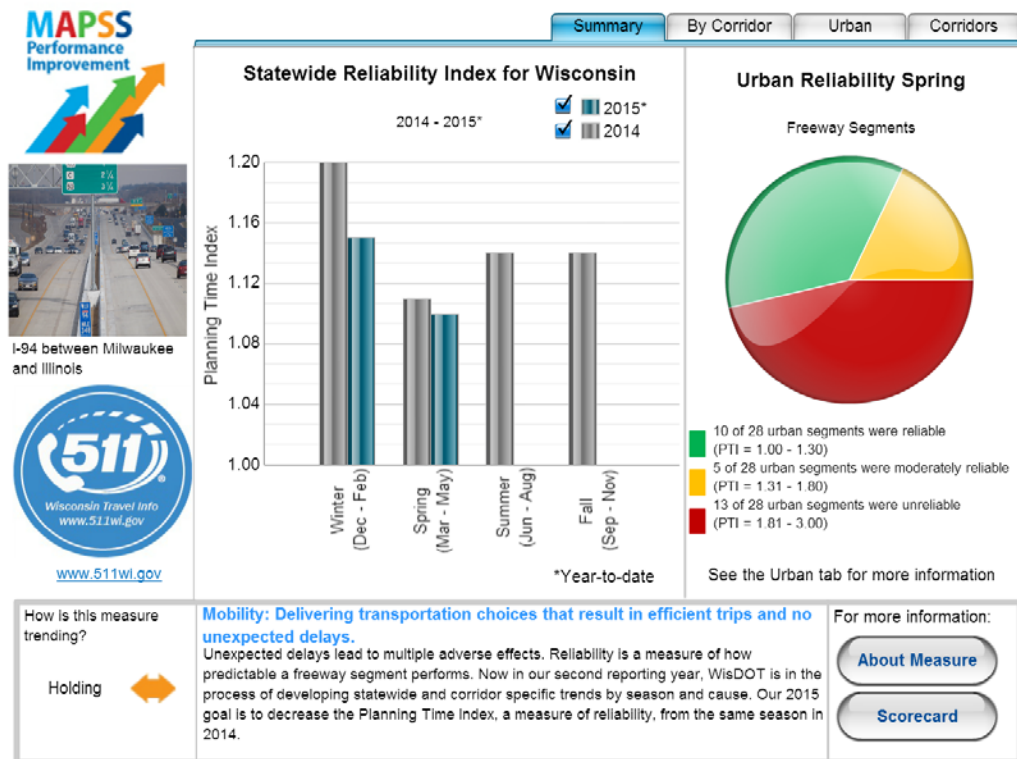 MAPSS
Performance
Improvement
Summary
By Corridor
Urban
Corridors
Statewide Reliability Index for Wisconsin
2014 - 2015*
2015*
2014
Planning Time Index
1.20
1.16
1.12
1.08
1.04
1.00
Winter
(Dec - Feb)
Spring
(Mar - May)
Summer
(Jun - Aug)
Fall
(Sep - Nov)
*Year-to-date
Urban Reliability Spring
Freeway Segments
10 of 28 urban segments were reliable
(PTI = 1.00 - 1.30)
5 of 28 urban segments were moderately reliable
(PTI = 1.31 - 1.80)
13 of 28 urban segments were unreliable
(PTI = 1.81 - 3.00)
See the Urban tab for more information
I-94 between Milwaukee
and Illinois
511
Wisconsin Travel Info
www.511wi.gov
www.511wi.gov
How is this measure
trending?
Holding
Mobility: Delivering transportation choices that result in efficient trips and no
unexpected delays.
Unexpected delays lead to multiple adverse effects. Reliability is a measure of how
predictable a freeway segment performs. Now in our second reporting year, WisDOT is in the
process of developing statewide and corridor specific trends by season and cause. Our 2015
goal is to decrease the Planning Time Index, a measure of reliability, from the same season in
2014.
For more information:
About Measure
Scorecard